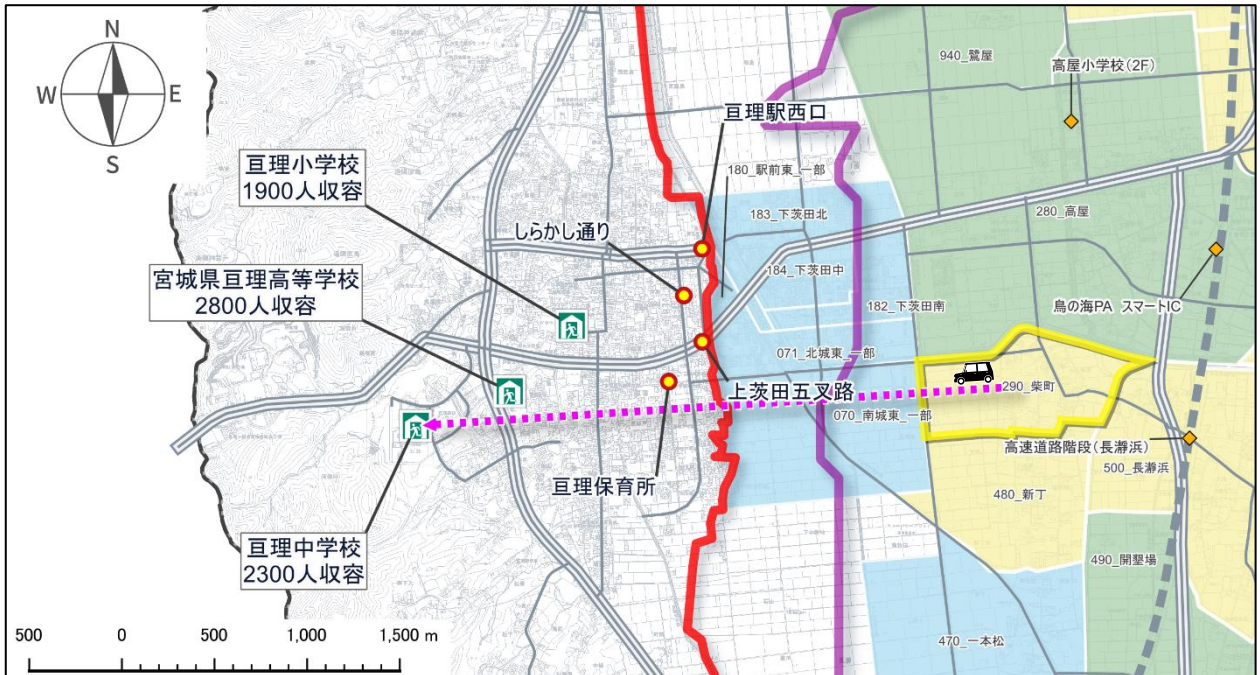 N
W
E
S
940_鷺屋
高屋小学校(2F)
亘理駅西口
亘理小学校
1900人収容
180_駅前東_一部
183_下茨田北
280_高屋
しらかし通り
宮城県亘理高等学校
2800人収容
184_下茨田中
182_下茨田南
鳥の海PA スマートIC
071_北城東_一部
上茨田五叉路
290_柴町
070_南城東_一部
高速道路階段(長瀞浜)
500_長瀞浜
亘理保育所
480_新丁
亘理中学校
2300人収容
490_開墾場
470_一本松
500 0 500 1,000 1,500 m